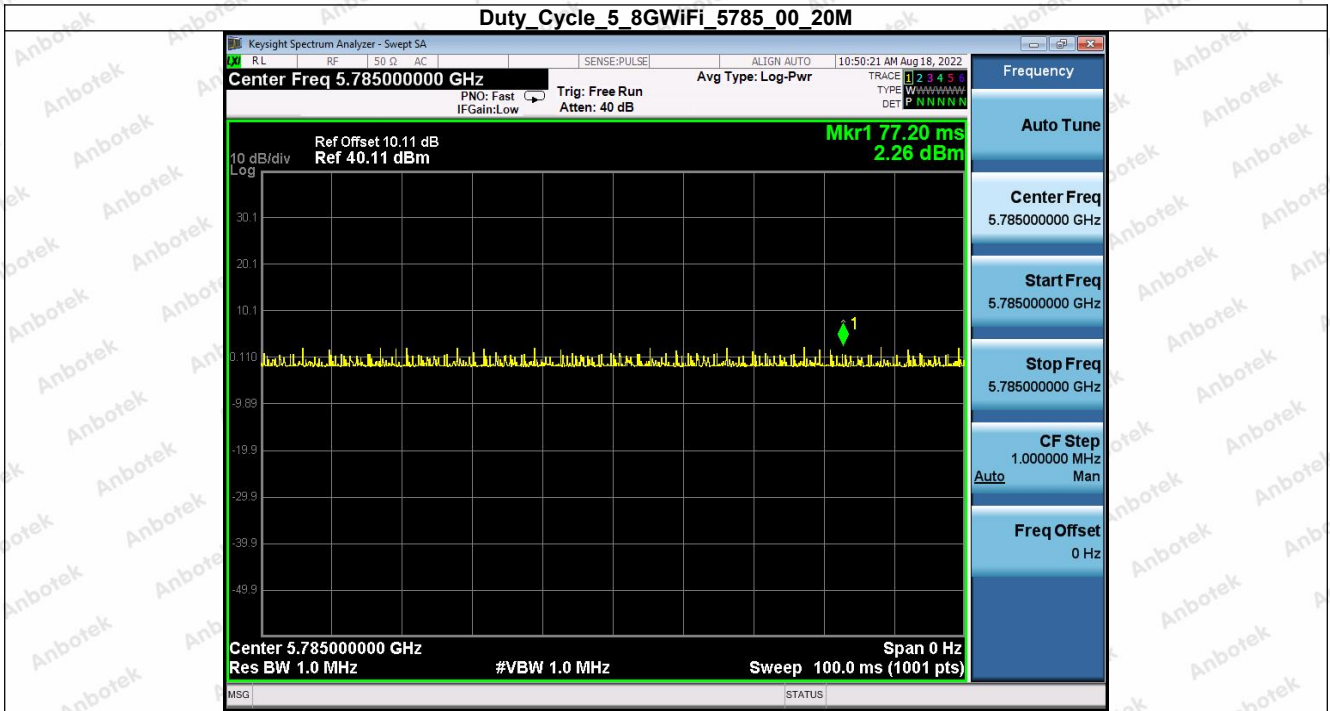 Duty_Cycle_5_8GWiFi_5785_00_20M
Keysight Spectrum Analyzer - Swept SA
LXI RL RF 50 Ω AC SENSE:PULSE ALIGN AUTO 10:50:21 AM Aug 18, 2022
Center Freq 5.785000000 GHz
PNO: Fast
IFGain:Low
Trig: Free Run
Atten: 40 dB
Avg Type: Log-Pwr
TRACE 1 2 3 4 5 6
TYPE WWWWWWW
DET P N N N N N
Ref Offset 10.11 dB
Ref 40.11 dBm
10 dB/div
Log
Mkr1 77.20 ms
2.26 dBm
30.1
20.1
10.1
0.110
-9.89
-19.9
-29.9
-39.9
-49.9
1
Center 5.785000000 GHz
Span 0 Hz
Res BW 1.0 MHz
#VBW 1.0 MHz
Sweep 100.0 ms (1001 pts)
MSG
STATUS
Frequency
Auto Tune
Center Freq
5.785000000 GHz
Start Freq
5.785000000 GHz
Stop Freq
5.785000000 GHz
CF Step
1.000000 MHz
Auto Man
Freq Offset
0 Hz
Anbotek